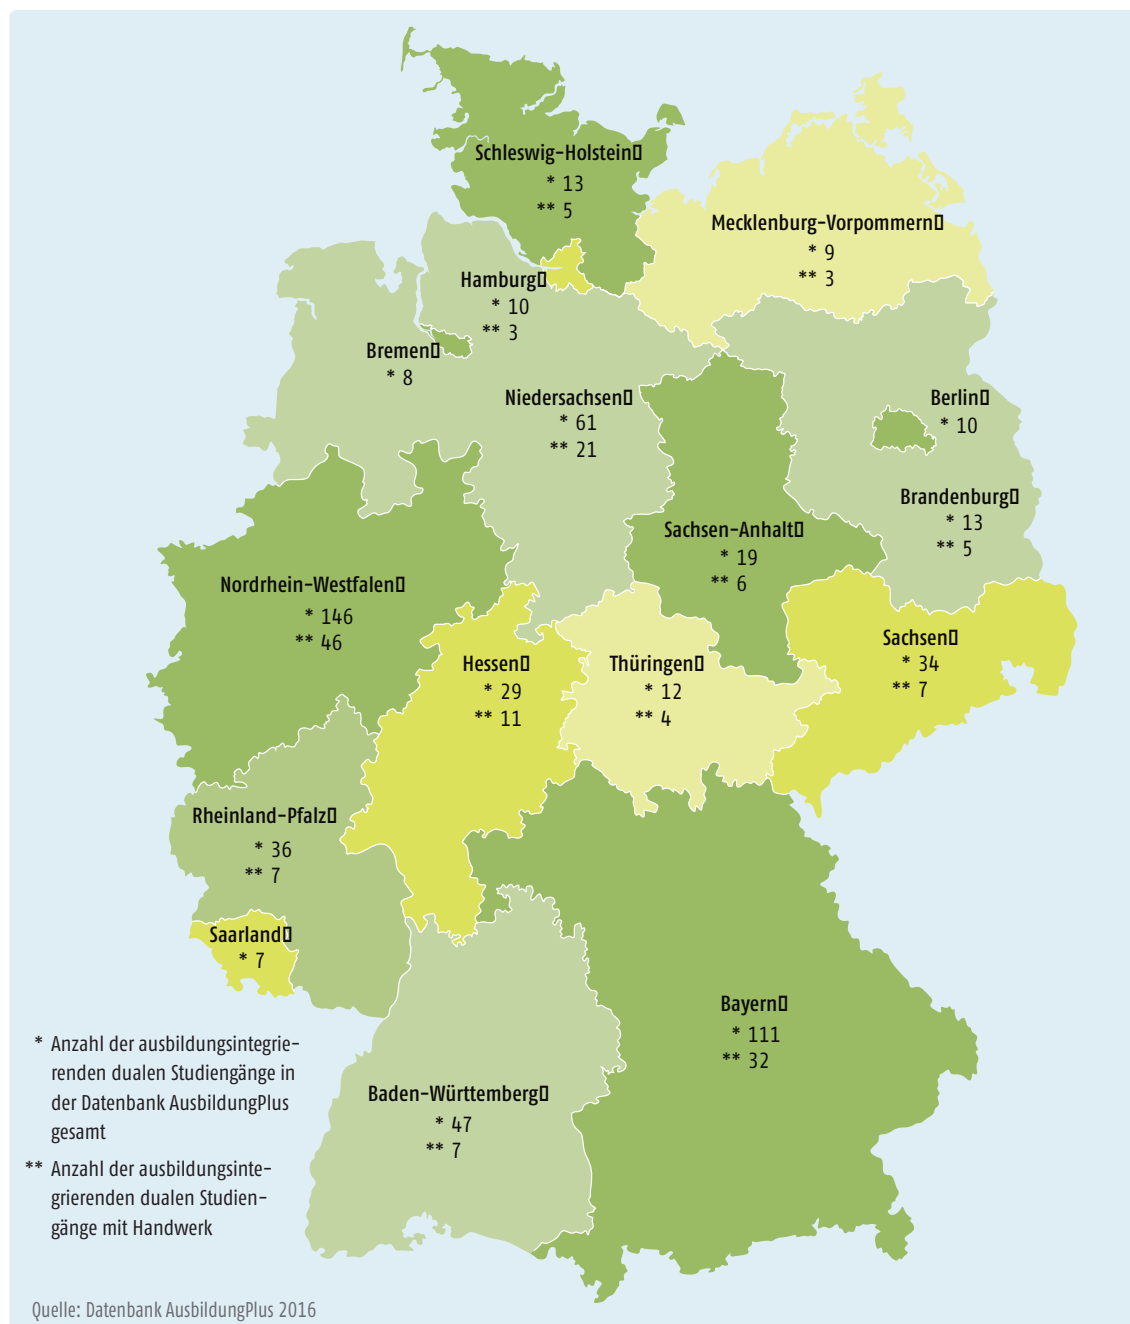 Schleswig-Holstein
* 13
** 5
Mecklenburg-Vorpommern
* 9
** 3
Hamburg
* 10
** 3
Bremen
* 8
Niedersachsen
* 61
** 21
Berlin
* 10
Brandenburg
* 13
** 5
Sachsen-Anhalt
* 19
** 6
Nordrhein-Westfalen
* 146
** 46
Sachsen
* 34
** 7
Hessen
* 29
** 11
Thüringen
* 12
** 4
Rheinland-Pfalz
* 36
** 7
Saarland
* 7
Bayern
* 111
** 32
Baden-Württemberg
* 47
** 7
* Anzahl der ausbildungsintegrie-
renden dualen Studiengänge in
der Datenbank AusbildungPlus
gesamt
** Anzahl der ausbildungsinte-
grierenden dualen Studien-
gänge mit Handwerk
Quelle: Datenbank AusbildungPlus 2016